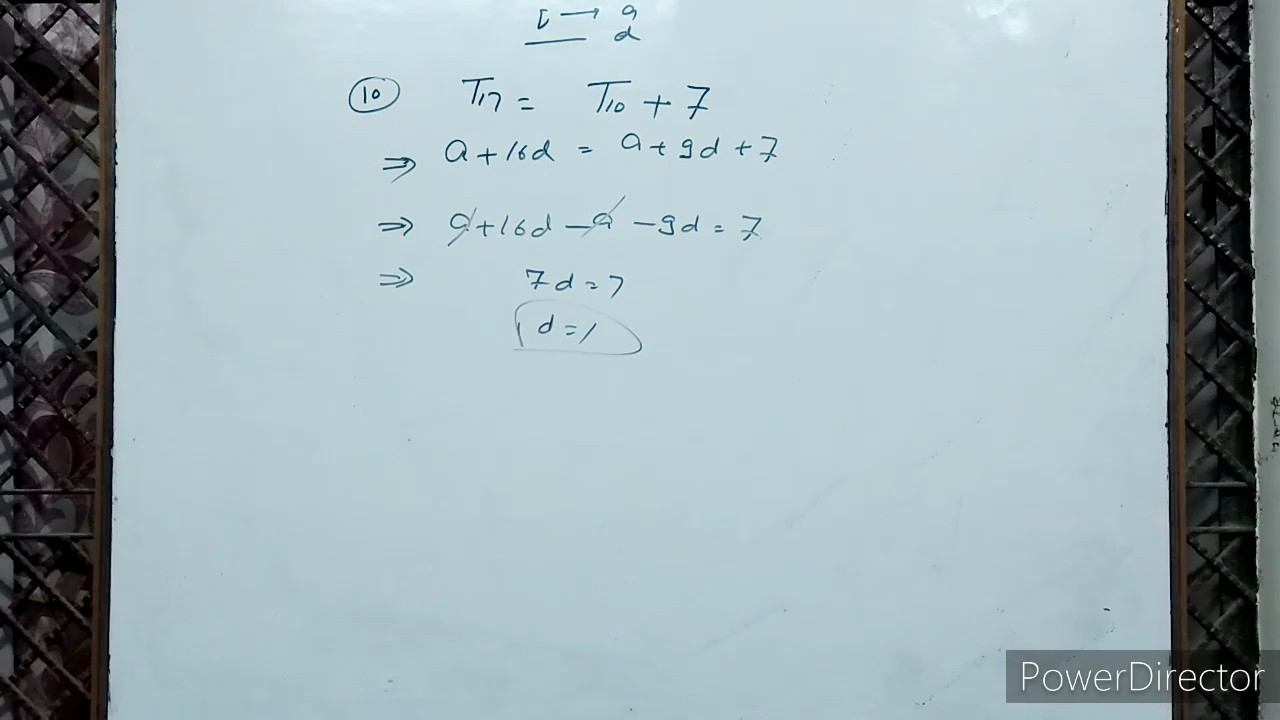 → a
d
(10) T17 = T10 + 7
⇒ a + 16d = a + 9d + 7
⇒ a + 16d - a - 9d = 7
⇒ 7d = 7
d = 1
PowerDirector